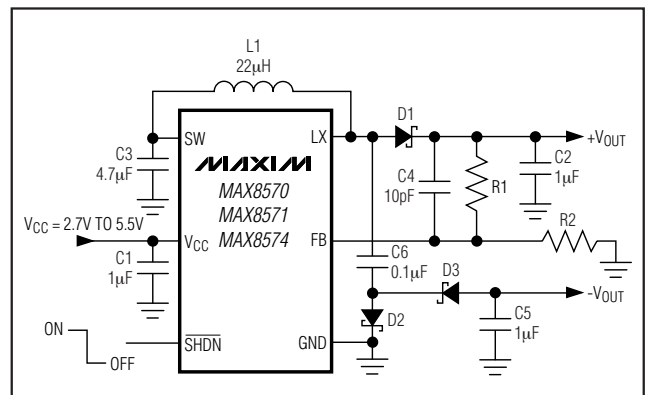 L1
22µH
SW
LX
D1
+VOUT
C3
4.7µF
MAXIM
MAX8570
MAX8571
MAX8574
C4
10pF
R1
C2
1µF
VCC = 2.7V TO 5.5V
VCC
FB
R2
C1
1µF
C6
0.1µF
D3
-VOUT
ON
OFF
SHDN
GND
D2
C5
1µF